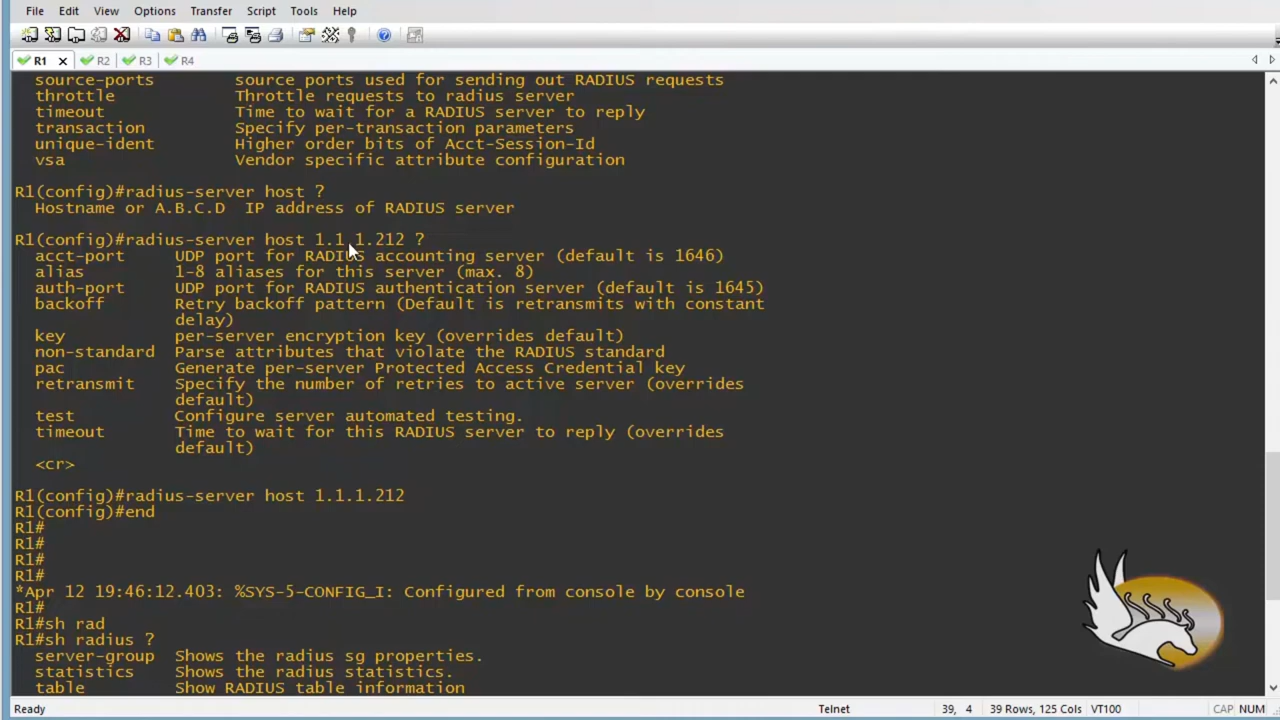 File Edit View Options Transfer Script Tools Help
R1 X R2 R3 R4
source-ports source ports used for sending out RADIUS requests
throttle Throttle requests to radius server
timeout Time to wait for a RADIUS server to reply
transaction Specify per-transaction parameters
unique-ident Higher order bits of Acct-Session-Id
vsa Vendor specific attribute configuration
R1(config)#radius-server host ?
Hostname or A.B.C.D IP address of RADIUS server
R1(config)#radius-server host 1.1.1.212 ?
acct-port UDP port for RADIUS accounting server (default is 1646)
alias 1-8 aliases for this server (max. 8)
auth-port UDP port for RADIUS authentication server (default is 1645)
backoff Retry backoff pattern (Default is retransmits with constant
delay)
key per-server encryption key (overrides default)
non-standard Parse attributes that violate the RADIUS standard
pac Generate per-server Protected Access Credential key
retransmit Specify the number of retries to active server (overrides
default)
test Configure server automated testing.
timeout Time to wait for this RADIUS server to reply (overrides
default)
<cr>
R1(config)#radius-server host 1.1.1.212
R1(config)#end
R1#
R1#
R1#
R1#
*Apr 12 19:46:12.403: %SYS-5-CONFIG_I: Configured from console by console
R1#
R1#sh rad
R1#sh radius ?
server-group Shows the radius sg properties.
statistics Shows the radius statistics.
table Show RADIUS table information
Ready Telnet 39, 4 39 Rows, 125 Cols VT100 CAP NUM